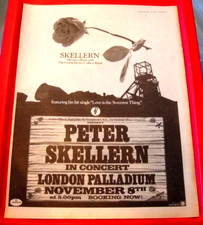 SKELLERN
featuring his hit single "Love is the Sweetest Thing"
PETER
SKELLERN
IN CONCERT
LONDON PALLADIUM
NOVEMBER 8TH
at 8.00pm BOOKING NOW!